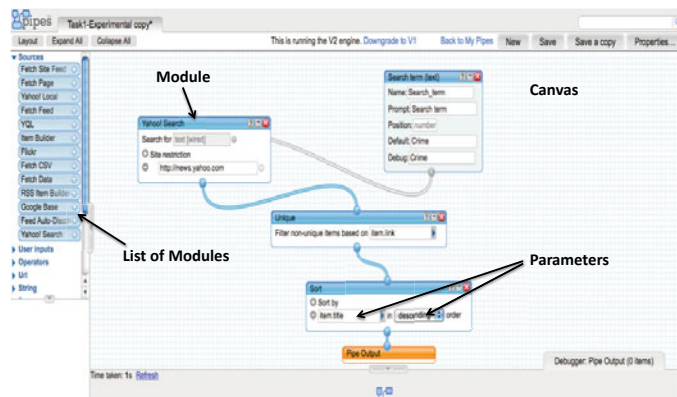 pipes
Task1-Experimental copy*
Layout Expand All Collapse All
This is running the V2 engine. Downgrade to V1
Back to My Pipes New Save Save a copy Properties...
Sources
Fetch Site Feed
Fetch Page
Yahoo! Local
Fetch Feed
YQL
Item Builder
Flickr
Fetch CSV
Fetch Data
RSS Item Builder
Google Base
Feed Auto-Disc
Yahoo! Search
User inputs
Operators
Url
String
Module
List of Modules
Yahoo! Search
Search for text [wired]
Site restriction
http://news.yahoo.com
Search term (text)
Name: Search_term
Prompt: Search term
Position: number
Default: Crime
Debug: Crime
Canvas
Unique
Filter non-unique items based on item.link
Parameters
Sort
Sort by
item.title in descending order
Pipe Output
Debugger: Pipe Output (0 items)
Time taken: 1s Refresh